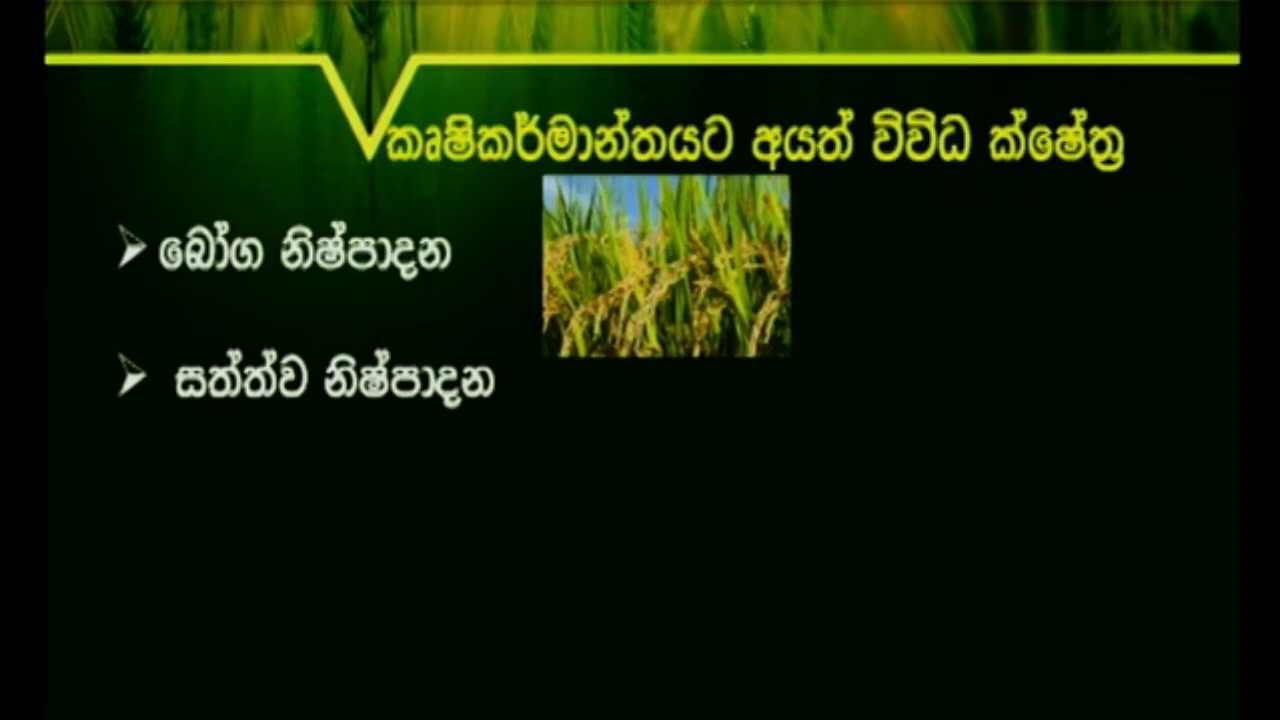 කෘෂිකර්මාන්තයට අයත් විවිධ ක්ෂේත්‍ර
බෝග නිෂ්පාදන
සත්ත්ව නිෂ්පාදන